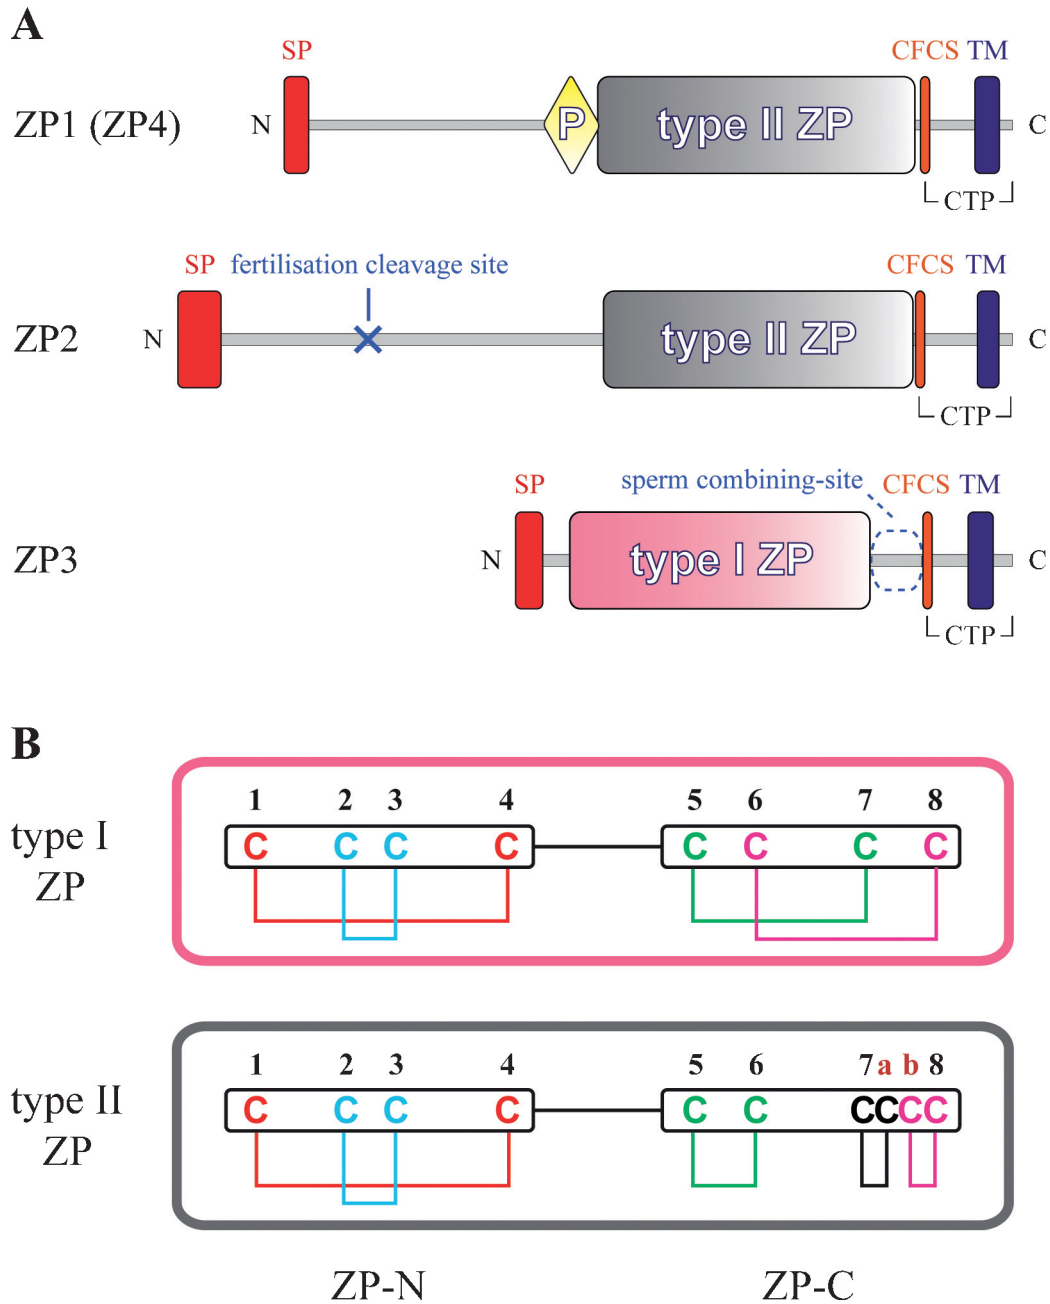 A
SP CFCS TM
ZP1 (ZP4) N P type II ZP C
CTP
SP fertilisation cleavage site CFCS TM
ZP2 N type II ZP C
CTP
SP sperm combining-site CFCS TM
ZP3 N type I ZP C
CTP
B
1 2 3 4 5 6 7 8
type I
ZP
C C C C C C C C
1 2 3 4 5 6 7 a b 8
type II
ZP
C C C C C C CCCC
ZP-N ZP-C